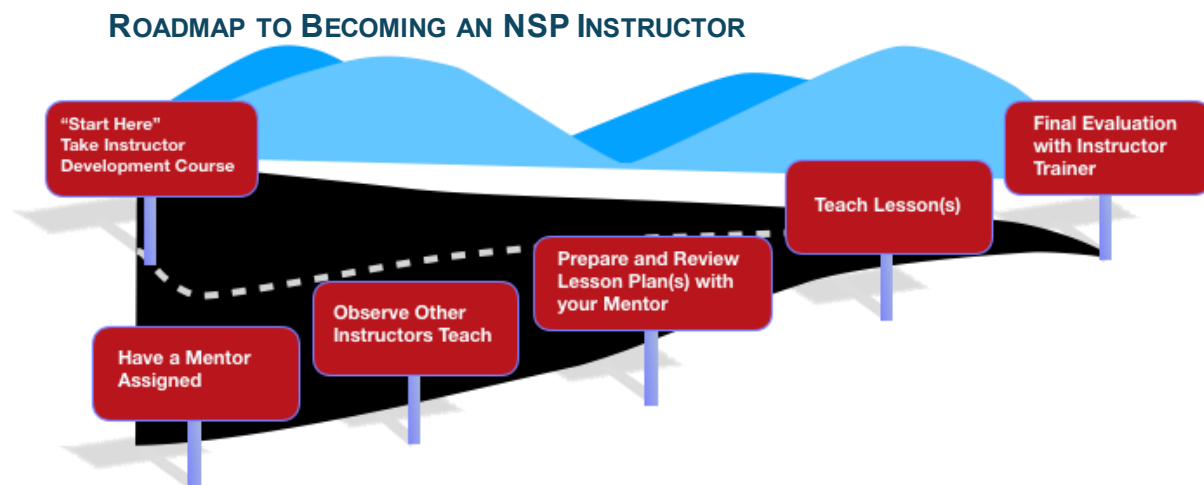 ROADMAP TO BECOMING AN NSP INSTRUCTOR
“Start Here”
Take Instructor
Development Course
Have a Mentor
Assigned
Observe Other
Instructors Teach
Prepare and Review
Lesson Plan(s) with
your Mentor
Teach Lesson(s)
Final Evaluation
with Instructor
Trainer